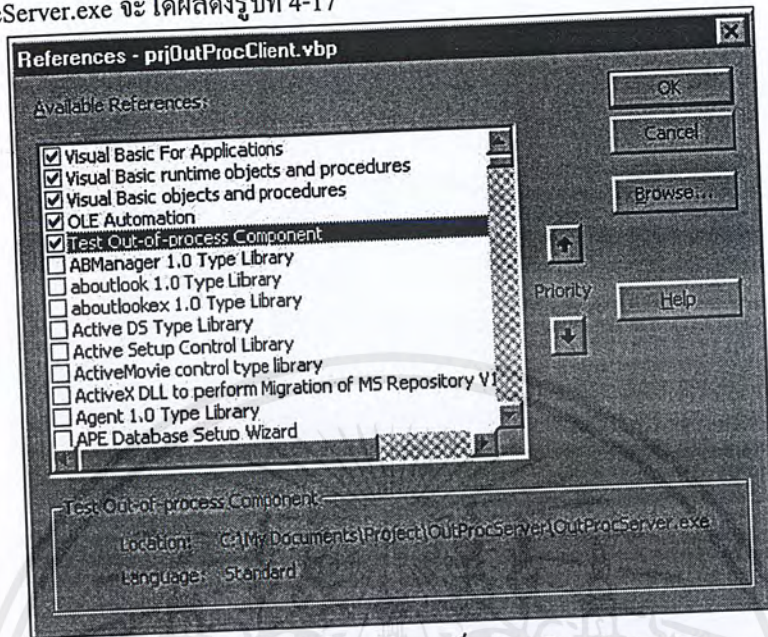 Server.exe จะ ได้ผลดังรูปที่ 4-17
References - prjOutProcClient.vbp
Available References:
OK
Cancel
Browse...
Visual Basic For Applications
Visual Basic runtime objects and procedures
Visual Basic objects and procedures
OLE Automation
Test Out-of-process Component
ABManager 1.0 Type Library
aboutlook 1.0 Type Library
aboutlookex 1.0 Type Library
Active DS Type Library
Active Setup Control Library
ActiveMovie control type library
ActiveX DLL to perform Migration of MS Repository V1
Agent 1.0 Type Library
APE Database Setup Wizard
Priority
Help
Test Out-of-process Component
Location: C:\My Documents\Project\OutProcServer\OutProcServer.exe
Language: Standard